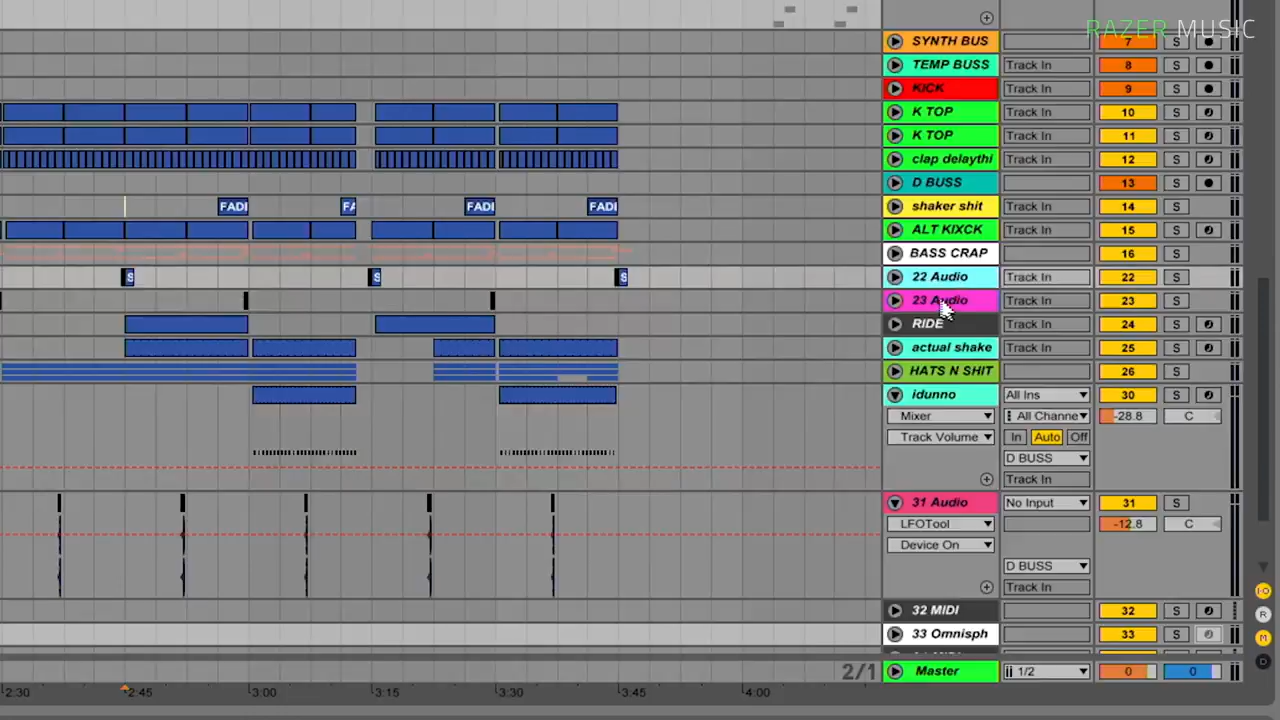 RAZER MUSIC
SYNTH BUS 7 S
TEMP BUSS Track In 8 S
KICK Track In 9 S
K TOP Track In 10 S
K TOP Track In 11 S
clap delaythi Track In 12 S
D BUSS 13 S
FADI FA FADI FADI shaker shit Track In 14 S
ALT KIXCK Track In 15 S
BASS CRAP 16 S
S S S 22 Audio Track In 22 S
23 Audio Track In 23 S
RIDE Track In 24 S
actual shake Track In 25 S
HATS N SHIT 26 S
idunno All Ins 30 S
Mixer All Channe -28.8 C
Track Volume In Auto Off
D BUSS
Track In
31 Audio No Input 31 S
LFOTool -12.8 C
Device On
D BUSS
Track In
32 MIDI 32 S
33 Omnisph 33 S
2/1 Master 1/2 0 0
2:30 2:45 3:00 3:15 3:30 3:45 4:00
R
M
D